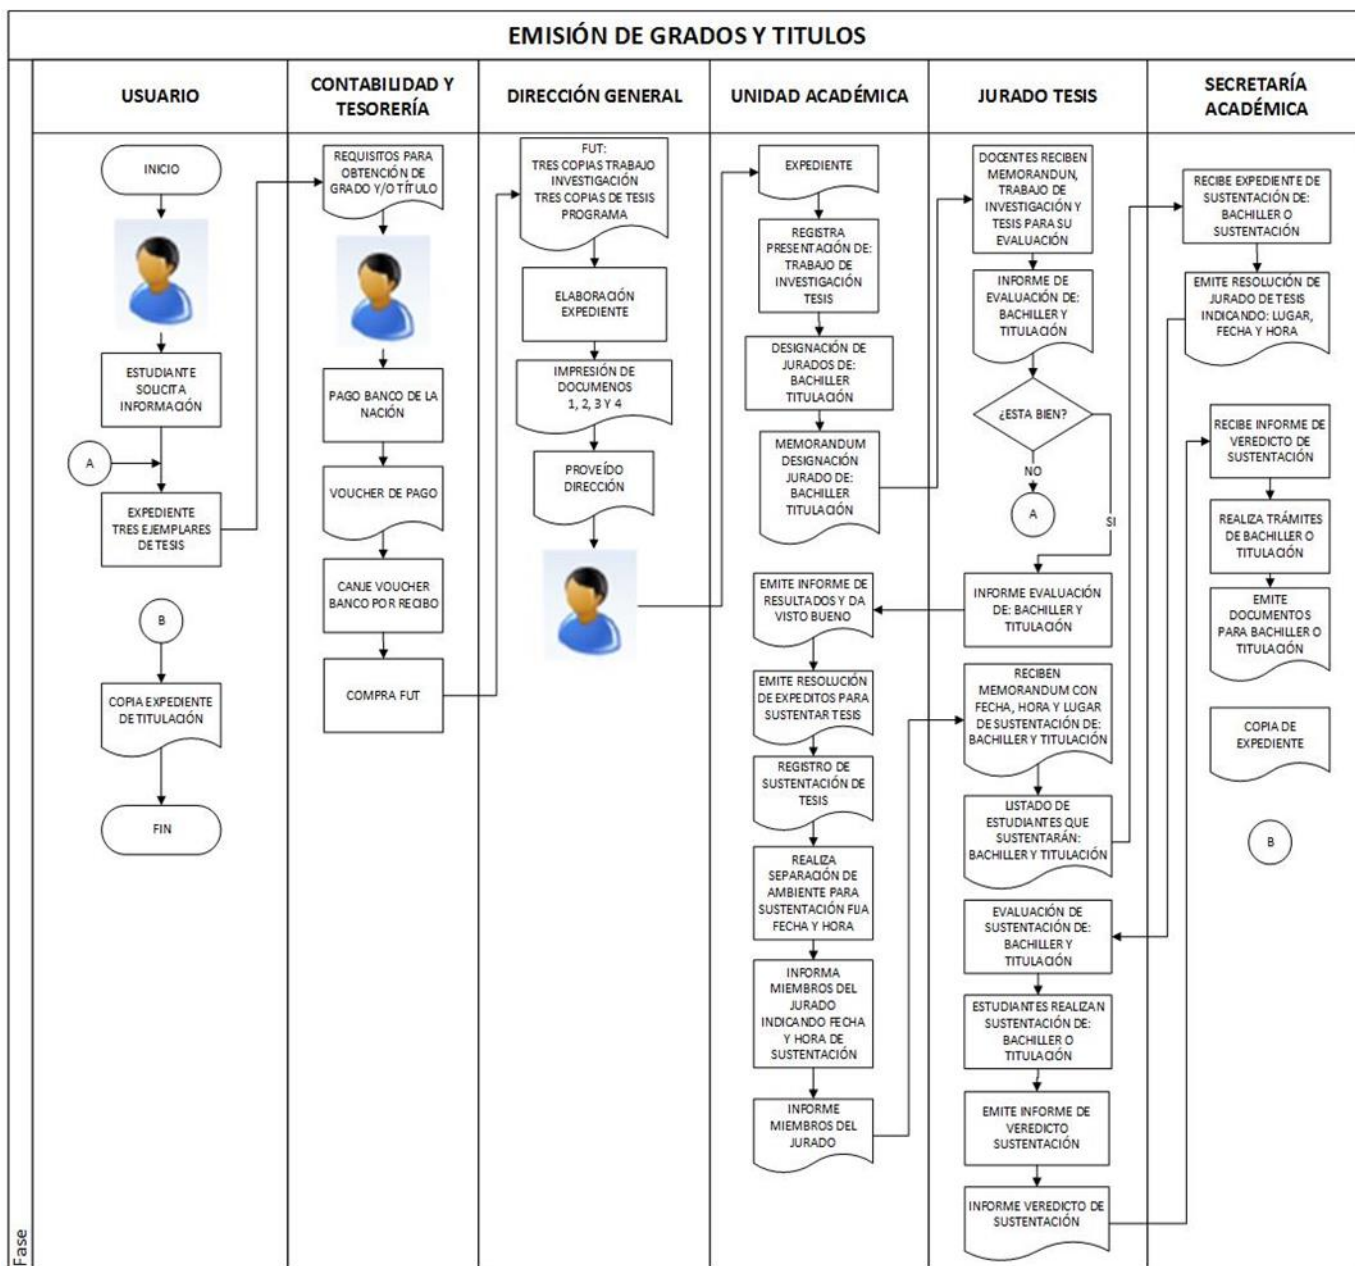 EMISIÓN DE GRADOS Y TITULOS
USUARIO
INICIO
ESTUDIANTE
SOLICITA
INFORMACIÓN
A
EXPEDIENTE
TRES EJEMPLARES
DE TESIS
B
COPIA EXPEDIENTE
DE TITULACIÓN
FIN
CONTABILIDAD Y
TESORERÍA
REQUISITOS PARA
OBTENCIÓN DE
GRADO Y/O TÍTULO
PAGO BANCO DE LA
NACIÓN
VOUCHER DE PAGO
CANJE VOUCHER
BANCO POR RECIBO
COMPRA FUT
DIRECCIÓN GENERAL
FUT:
TRES COPIAS TRABAJO
INVESTIGACIÓN
TRES COPIAS DE TESIS
PROGRAMA
ELABORACIÓN
EXPEDIENTE
IMPRESIÓN DE
DOCUMENOS
1, 2, 3 Y 4
PROVEÍDO
DIRECCIÓN
UNIDAD ACADÉMICA
EXPEDIENTE
REGISTRA
PRESENTACIÓN DE:
TRABAJO DE
INVESTIGACIÓN
TESIS
DESIGNACIÓN DE
JURADOS DE:
BACHILLER
TITULACIÓN
MEMORANDUM
DESIGNACIÓN
JURADO DE:
BACHILLER
TITULACIÓN
EMITE INFORME DE
RESULTADOS Y DA
VISTO BUENO
EMITE RESOLUCIÓN
DE EXPEDITOS PARA
SUSTENTAR TESIS
REGISTRO DE
SUSTENTACIÓN DE
TESIS
REALIZA
SEPARACIÓN DE
AMBIENTE PARA
SUSTENTACIÓN FIJA
FECHA Y HORA
INFORMA
MIEMBROS DEL
JURADO
INDICANDO FECHA
Y HORA DE
SUSTENTACIÓN
INFORME
MIEMBROS DEL
JURADO
JURADO TESIS
DOCENTES RECIBEN
MEMORANDUN,
TRABAJO DE
INVESTIGACIÓN Y
TESIS PARA SU
EVALUACIÓN
INFORME DE
EVALUACIÓN DE:
BACHILLER Y
TITULACIÓN
¿ESTA BIEN?
NO
A
SI
INFORME EVALUACIÓN
DE: BACHILLER Y
TITULACIÓN
RECIBEN
MEMORANDUM CON
FECHA, HORA Y LUGAR
DE SUSTENTACIÓN DE:
BACHILLER Y TITULACIÓN
LISTADO DE
ESTUDIANTES QUE
SUSTENTARÁN:
BACHILLER Y TITULACIÓN
EVALUACIÓN DE
SUSTENTACIÓN DE:
BACHILLER Y
TITULACIÓN
ESTUDIANTES REALIZAN
SUSTENTACIÓN DE:
BACHILLER O
TITULACIÓN
EMITE INFORME DE
VEREDICTO
SUSTENTACIÓN
INFORME VEREDICTO DE
SUSTENTACIÓN
SECRETARÍA
ACADÉMICA
RECIBE EXPEDIENTE DE
SUSTENTACIÓN DE:
BACHILLER O
SUSTENTACIÓN
EMITE RESOLUCIÓN DE
JURADO DE TESIS
INDICANDO: LUGAR,
FECHA Y HORA
RECIBE INFORME DE
VEREDICTO DE
SUSTENTACIÓN
REALIZA TRÁMITES
DE BACHILLER O
TITULACIÓN
EMITE
DOCUMENTOS
PARA BACHILLER O
TITULACIÓN
COPIA DE
EXPEDIENTE
B
Fase